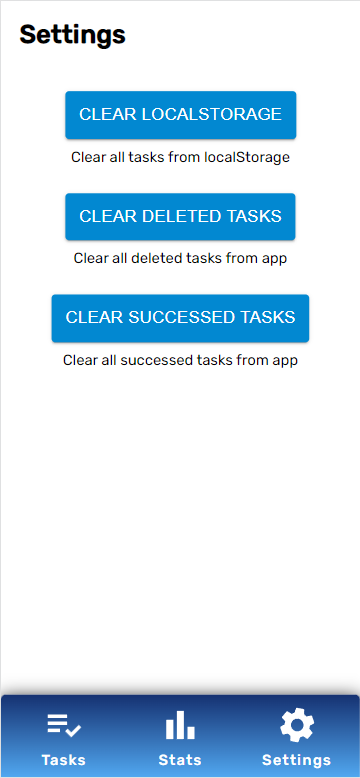 Settings
CLEAR LOCALSTORAGE
Clear all tasks from localStorage
CLEAR DELETED TASKS
Clear all deleted tasks from app
CLEAR SUCCESSED TASKS
Clear all successed tasks from app
Tasks Stats Settings